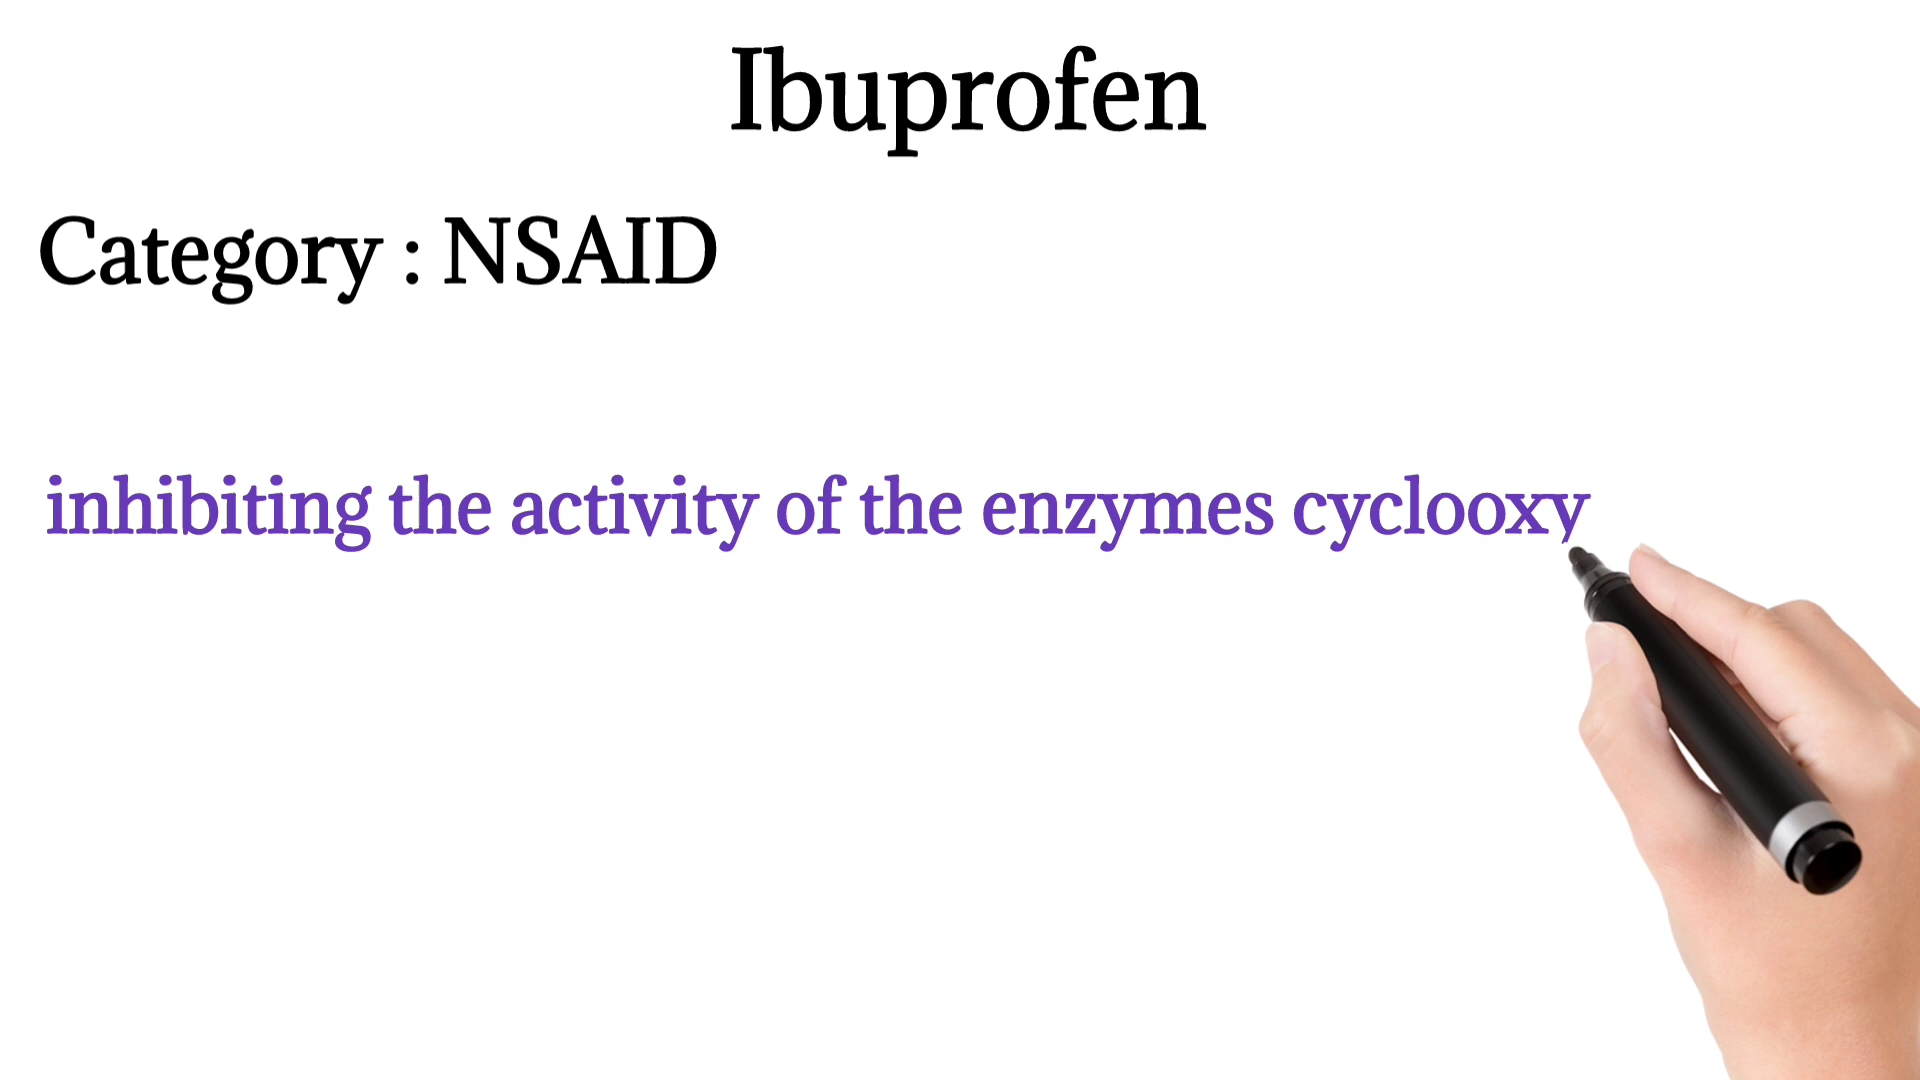 Ibuprofen
Category : NSAID
inhibiting the activity of the enzymes cyclooxy